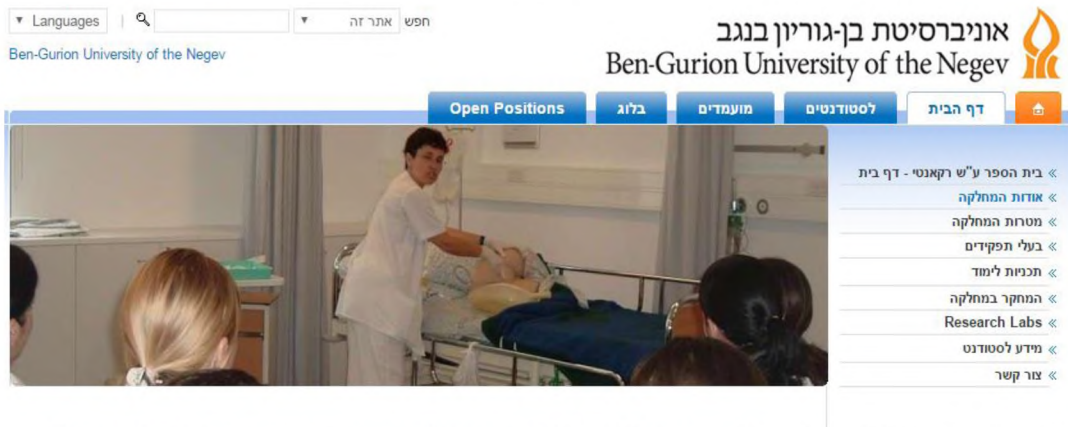 אוניברסיטת בן-גוריון בנגב
Ben-Gurion University of the Negev
חפש
אתר זה
Languages
Ben-Gurion University of the Negev
דף הבית
לסטודנטים
מועמדים
בלוג
Open Positions
בית הספר ע"ש רקאנטי - דף בית
אודות המחלקה
מטרות המחלקה
בעלי תפקידים
תכניות לימוד
המחקר במחלקה
Research Labs
מידע לסטודנט
צור קשר